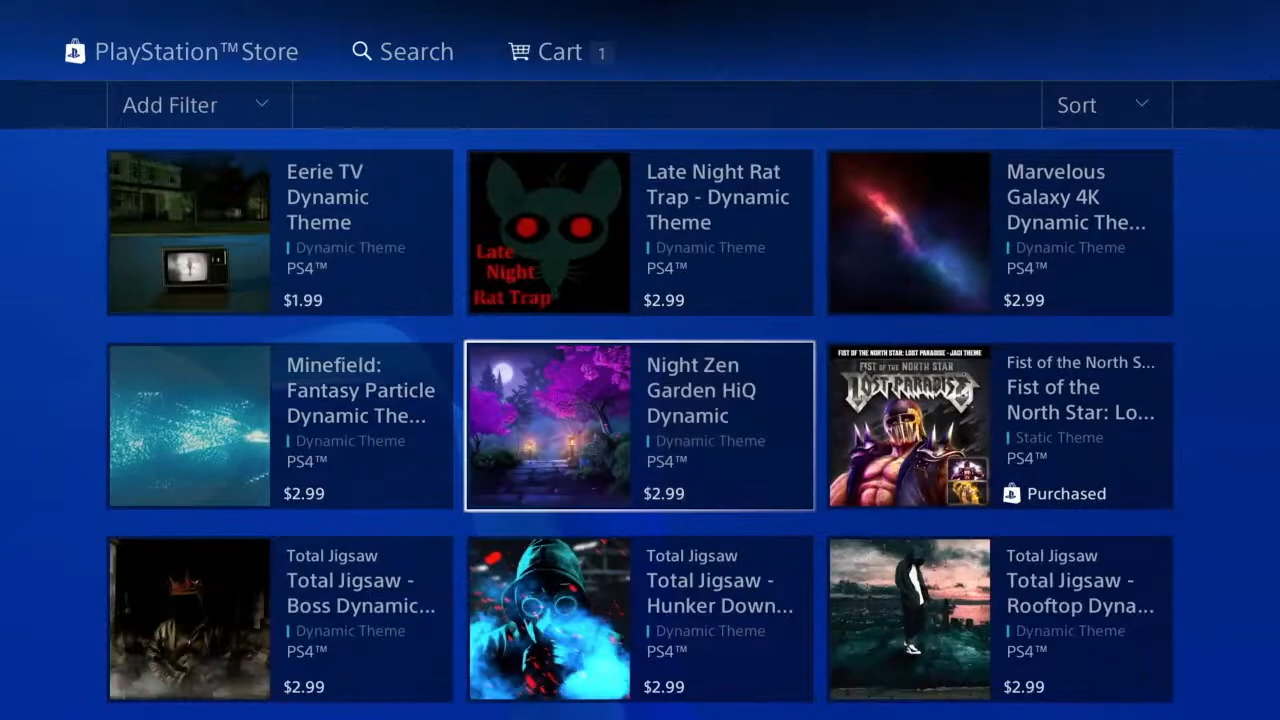 PlayStation™Store
Search
Cart 1
Add Filter
Sort
Eerie TV
Dynamic
Theme
Dynamic Theme
PS4™
$1.99
Late
Night
Rat Trap
Late Night Rat
Trap - Dynamic
Theme
Dynamic Theme
PS4™
$2.99
Marvelous
Galaxy 4K
Dynamic The...
Dynamic Theme
PS4™
$2.99
Minefield:
Fantasy Particle
Dynamic The...
Dynamic Theme
PS4™
$2.99
Night Zen
Garden HiQ
Dynamic
Dynamic Theme
PS4™
$2.99
FIST OF THE NORTH STAR: LOST PARADISE - JAGI THEME
FIST OF THE NORTH STAR
LOST PARADISE
Fist of the North S...
Fist of the
North Star: Lo...
Static Theme
PS4™
Purchased
Total Jigsaw
Total Jigsaw -
Boss Dynamic...
Dynamic Theme
PS4™
$2.99
Total Jigsaw
Total Jigsaw -
Hunker Down...
Dynamic Theme
PS4™
$2.99
Total Jigsaw
Total Jigsaw -
Rooftop Dyna...
Dynamic Theme
PS4™
$2.99